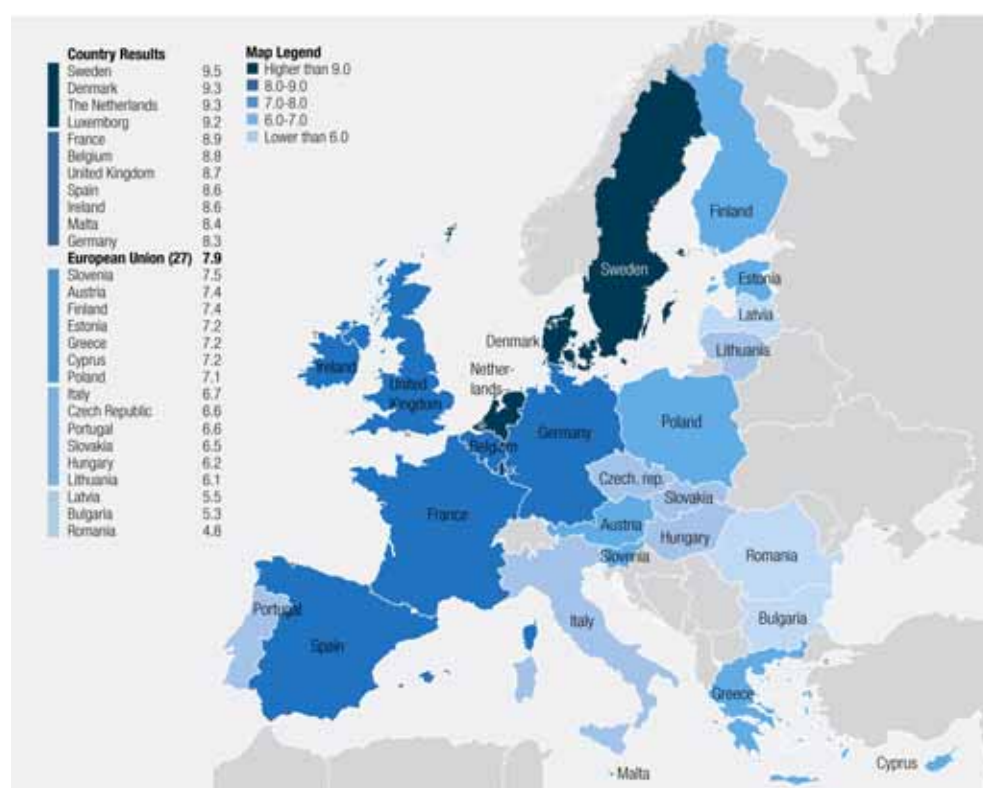 Country Results
Sweden 9.5
Denmark 9.3
The Netherlands 9.3
Luxemborg 9.2
France 8.9
Belgium 8.8
United Kingdom 8.7
Spain 8.6
Ireland 8.6
Malta 8.4
Germany 8.3
European Union (27) 7.9
Slovenia 7.5
Austria 7.4
Finland 7.4
Estonia 7.2
Greece 7.2
Cyprus 7.2
Poland 7.1
Italy 6.7
Czech Republic 6.6
Portugal 6.6
Slovakia 6.5
Hungary 6.2
Lithuania 6.1
Latvia 5.5
Bulgaria 5.3
Romania 4.8
Map Legend
Higher than 9.0
8.0-9.0
7.0-8.0
6.0-7.0
Lower than 6.0
Finland
Sweden
Estonia
Latvia
Denmark
Lithuania
Ireland
Nether-
lands
United
Kingdom
Poland
Germany
Belgium
Czech. rep.
Slovakia
France
Austria
Hungary
Slovenia
Romania
Portugal
Italy
Bulgaria
Spain
Greece
Cyprus
Malta